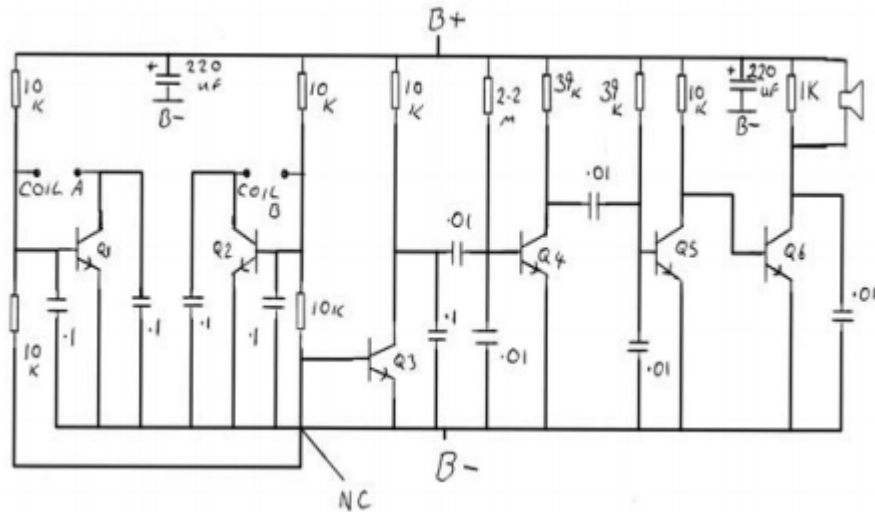 B+
10
K
+
220
uF
B-
10
K
10
K
2.2
M
39
K
39
K
10
K
+
220
uF
B-
1K
COIL A
COIL
B
.01
Q1
Q2
.01
Q4
Q5
Q6
.1
.1
.1
.1
10K
10
K
Q3
.1
.01
.01
.01
B-
NC